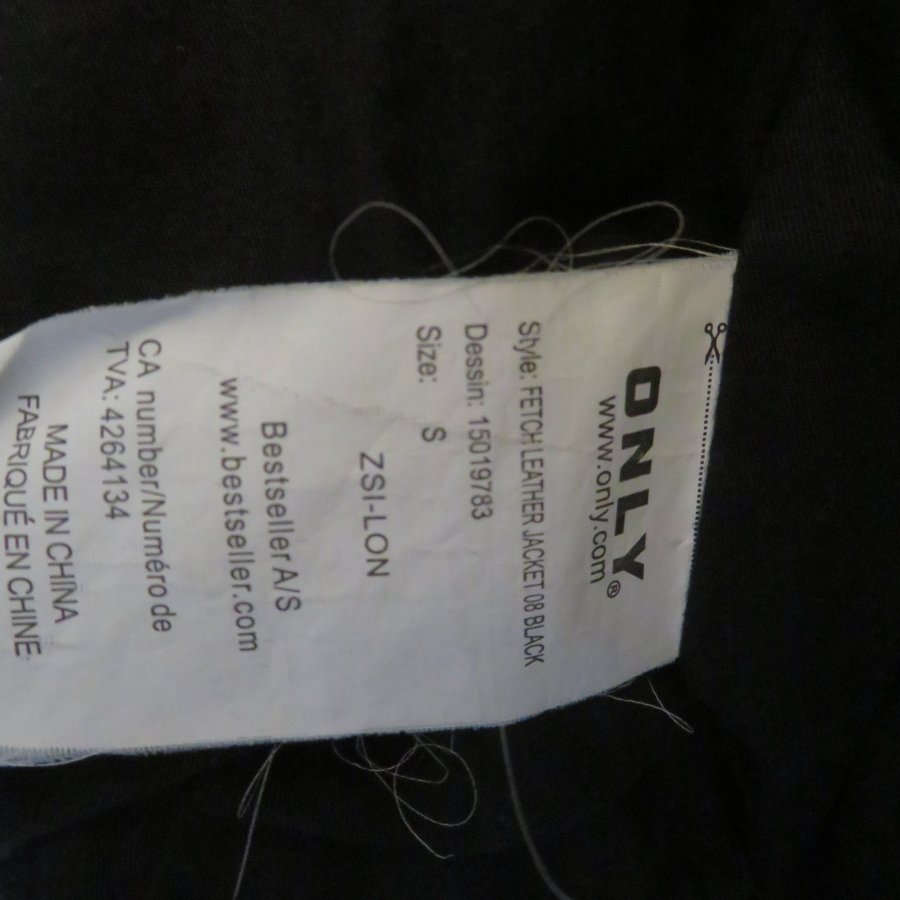 ONLY®
www.only.com
Style: FETCH LEATHER JACKET 08 BLACK
Dessin: 15019783
Size: S
ZSI-LON
Bestseller A/S
www.bestseller.com
CA number/Numéro de
TVA: 4264134
MADE IN CHINA
FABRIQUÉ EN CHINE